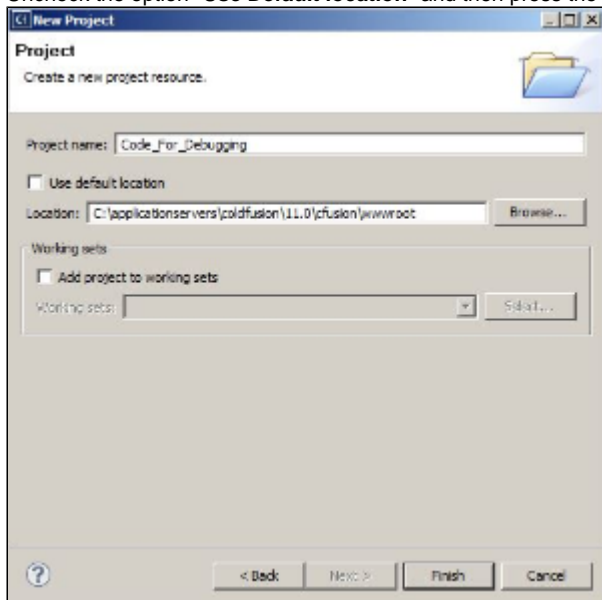 Uncheck the option "Use Default location" and then press the
New Project
Project
Create a new project resource.
Project name: Code_For_Debugging
Use default location
Location: C:\applicationservers\coldfusion\11.0\cfusion\wwwroot Browse...
Working sets
Add project to working sets
Working sets: Select...
< Back Next > Finish Cancel